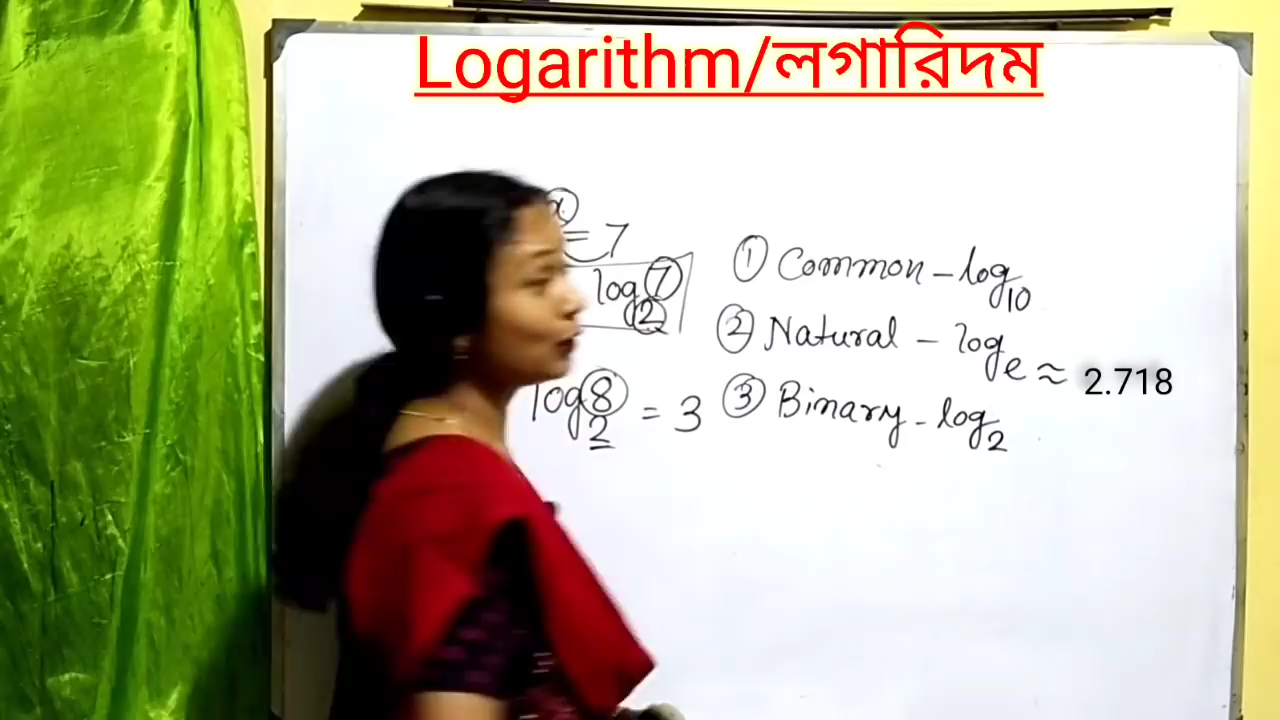 Logarithm/লগারিদম
x
= 7
log 7 2
log 8 2 = 3
① Common - log 10
② Natural - log e ≈ 2.718
③ Binary - log 2